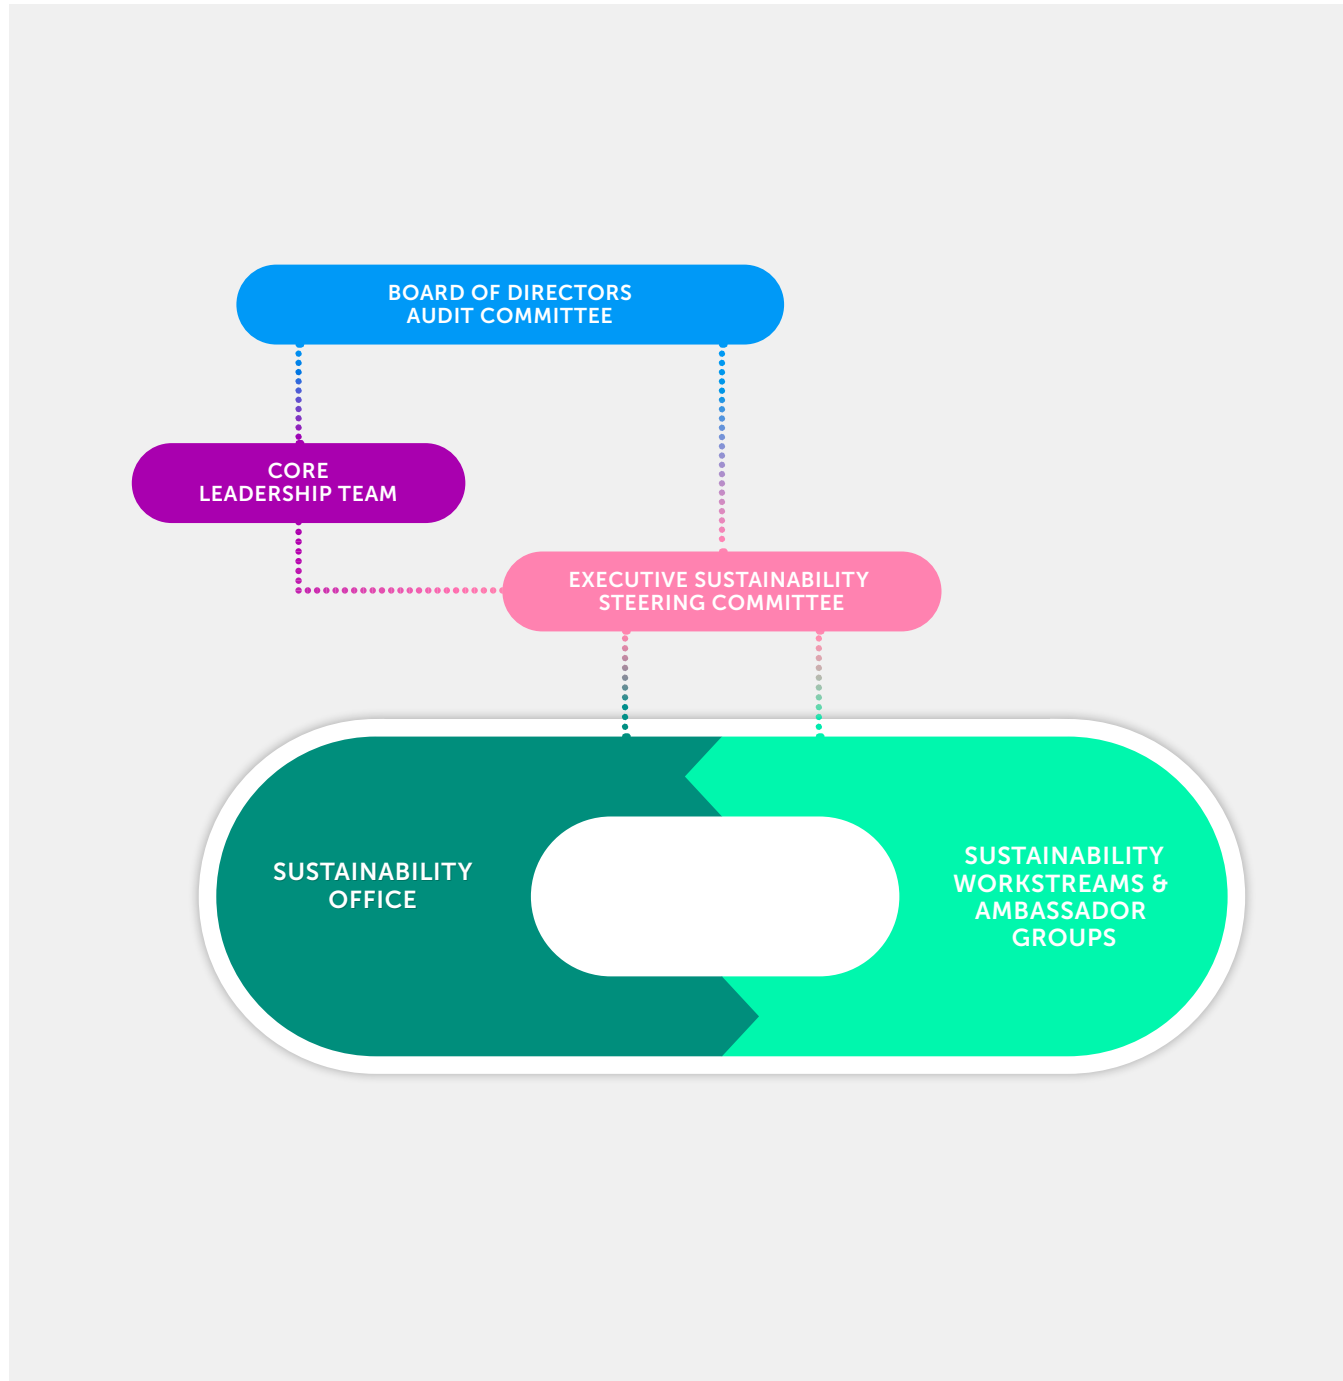 BOARD OF DIRECTORS
AUDIT COMMITTEE
CORE
LEADERSHIP TEAM
EXECUTIVE SUSTAINABILITY
STEERING COMMITTEE
SUSTAINABILITY
OFFICE
SUSTAINABILITY
WORKSTREAMS &
AMBASSADOR
GROUPS